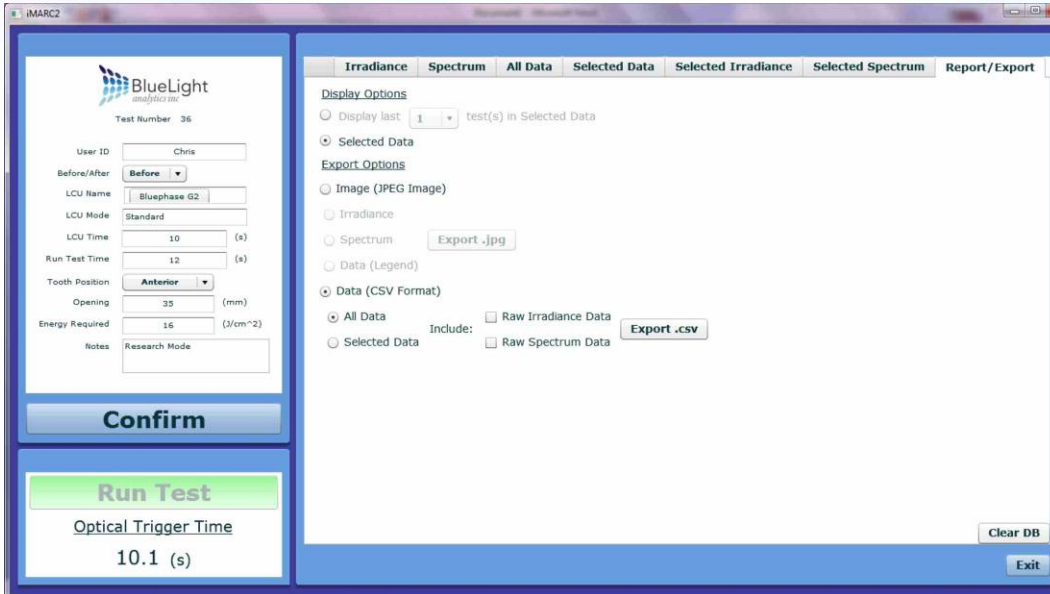 iMARC2
BlueLight
analytics inc
Test Number 36
User ID Chris
Before/After Before
LCU Name Bluephase G2
LCU Mode Standard
LCU Time 10 (s)
Run Test Time 12 (s)
Tooth Position Anterior
Opening 35 (mm)
Energy Required 16 (J/cm^2)
Notes Research Mode
Confirm
Run Test
Optical Trigger Time
10.1 (s)
Irradiance Spectrum All Data Selected Data Selected Irradiance Selected Spectrum Report/Export
Display Options
Display last 1 test(s) in Selected Data
Selected Data
Export Options
Image (JPEG Image)
Irradiance
Spectrum Export .jpg
Data (Legend)
Data (CSV Format)
All Data Raw Irradiance Data
Include: Export .csv
Selected Data Raw Spectrum Data
Clear DB
Exit